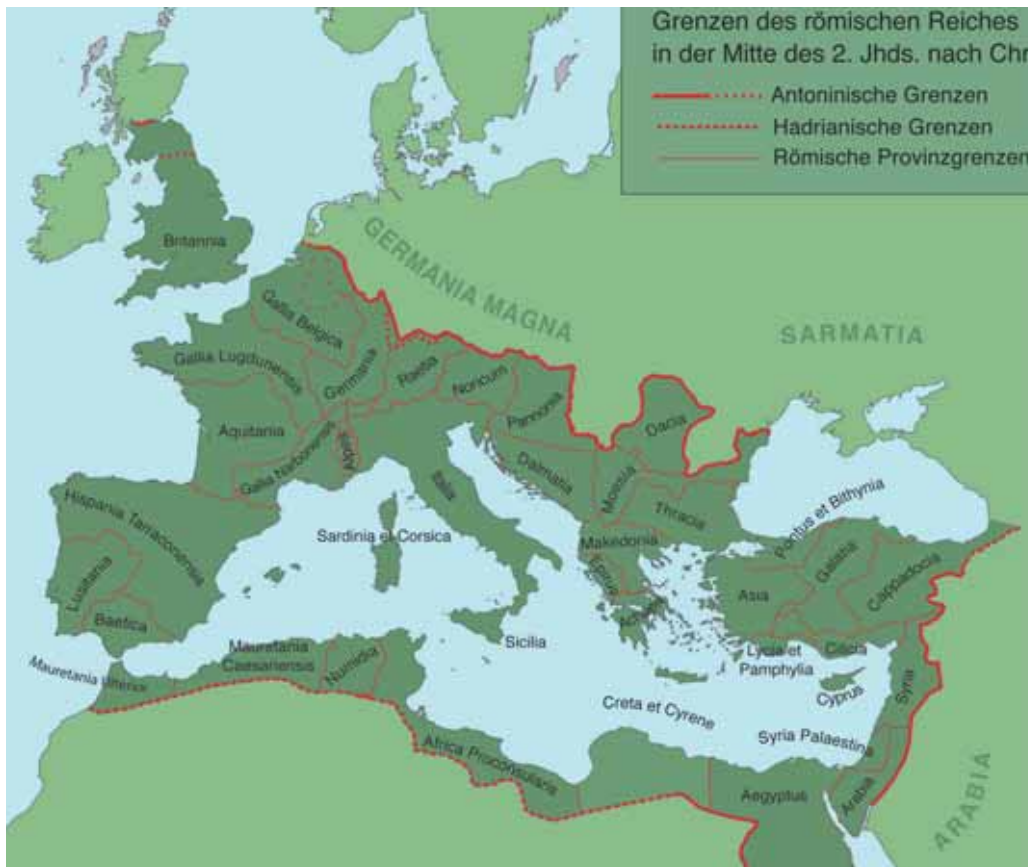 Grenzen des römischen Reiches
in der Mitte des 2. Jhds. nach Chr
Antoninische Grenzen
Hadrianische Grenzen
Römische Provinzgrenzen
Britannia
GERMANIA MAGNA
SARMATIA
Gallia Belgica
Gallia Lugdunensis
Germania
Raetia
Noricum
Pannonia
Dacia
Aquitania
Gallia Narbonensis
Alpes
Italia
Dalmatia
Moesia
Thracia
Pontus et Bithynia
Hispania Tarraconensis
Sardinia et Corsica
Makedonia
Epirus
Galatia
Cappadocia
Lusitania
Asia
Achaia
Baetica
Sicilia
Mauretania
Caesariensis
Numidia
Lycia et
Pamphylia
Cilicia
Mauretania Ulterior
Cyprus
Syria
Creta et Cyrene
Syria Palaestina
Africa Proconsularis
Aegyptus
Arabia
ARABIA